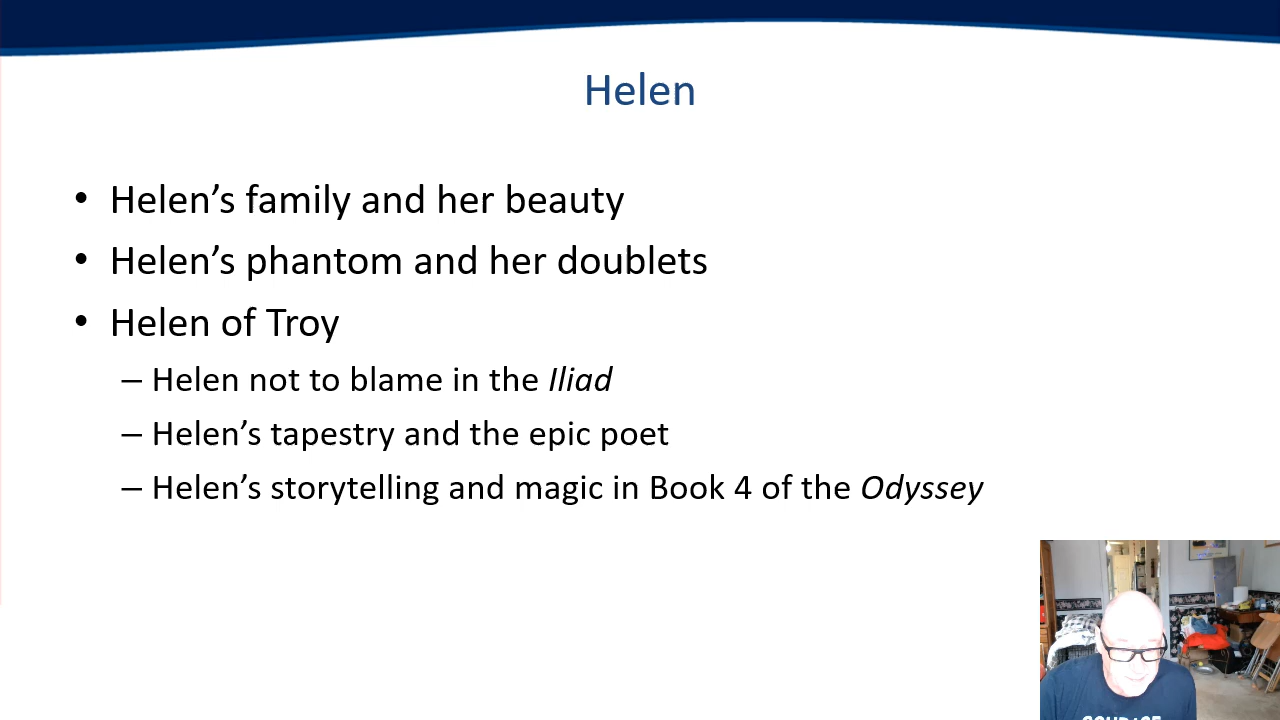 Helen
• Helen’s family and her beauty
• Helen’s phantom and her doublets
• Helen of Troy
– Helen not to blame in the Iliad
– Helen’s tapestry and the epic poet
– Helen’s storytelling and magic in Book 4 of the Odyssey